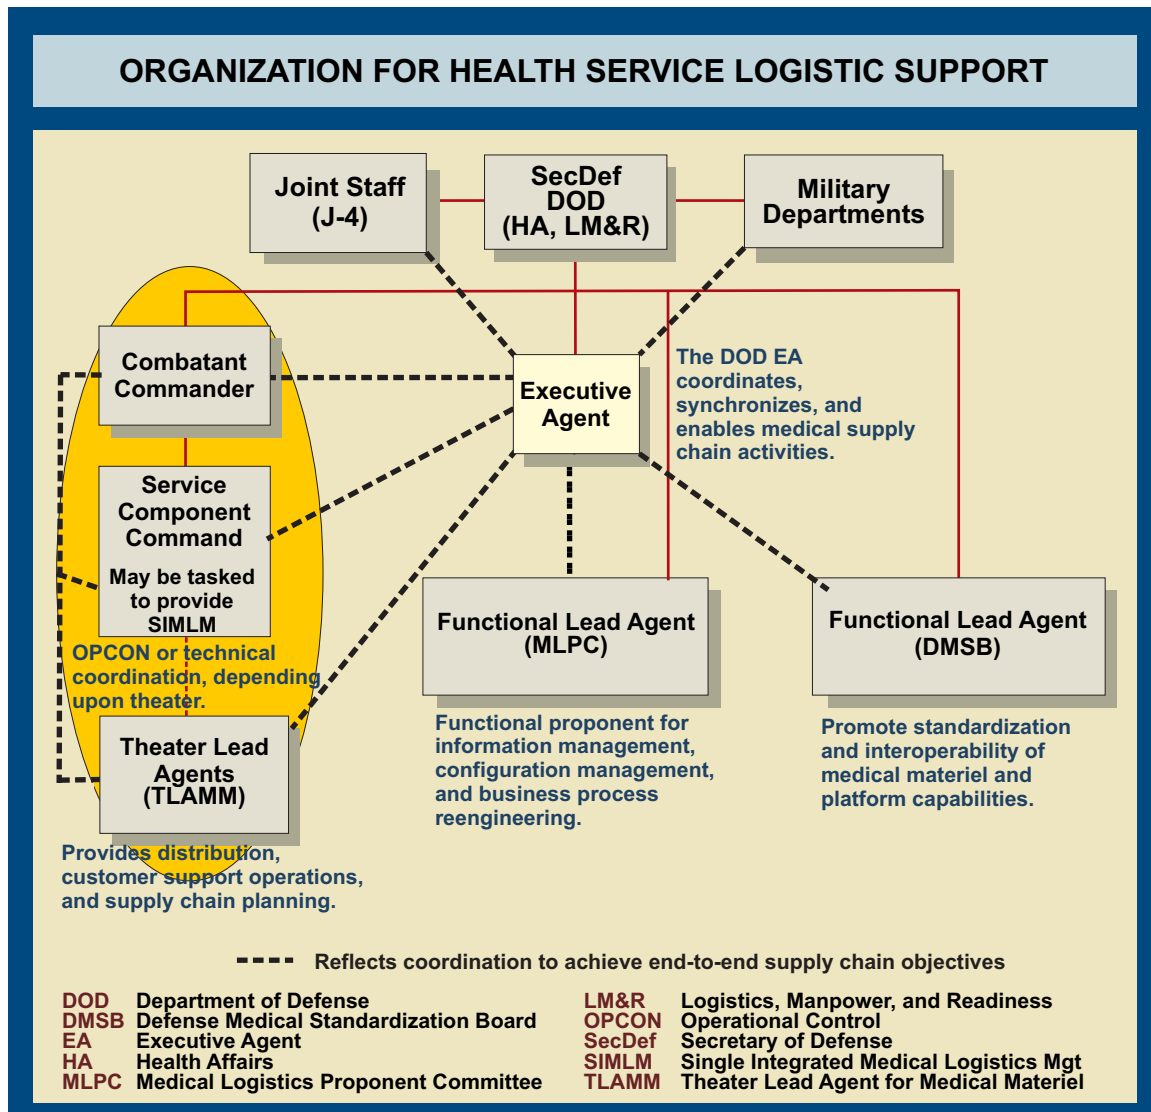 ORGANIZATION FOR HEALTH SERVICE LOGISTIC SUPPORT
Joint Staff
(J-4)
SecDef
DOD
(HA, LM&R)
Military
Departments
Combatant
Commander
Executive
Agent
The DOD EA
coordinates,
synchronizes, and
enables medical supply
chain activities.
Service
Component
Command
May be tasked
to provide
SIMLM
OPCON or technical
coordination, depending
upon theater.
Functional Lead Agent
(MLPC)
Functional Lead Agent
(DMSB)
Theater Lead
Agents
(TLAMM)
Functional proponent for
information management,
configuration management,
and business process
reengineering.
Promote standardization
and interoperability of
medical materiel and
platform capabilities.
Provides distribution,
customer support operations,
and supply chain planning.
Reflects coordination to achieve end-to-end supply chain objectives
DOD Department of Defense
DMSB Defense Medical Standardization Board
EA Executive Agent
HA Health Affairs
MLPC Medical Logistics Proponent Committee
LM&R Logistics, Manpower, and Readiness
OPCON Operational Control
SecDef Secretary of Defense
SIMLM Single Integrated Medical Logistics Mgt
TLAMM Theater Lead Agent for Medical Materiel